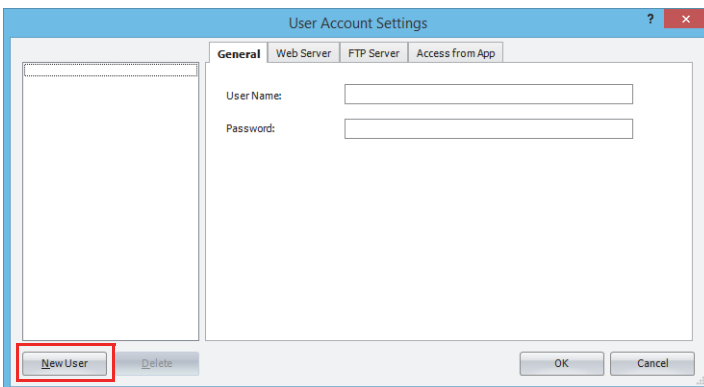 User Account Settings ? ×
General Web Server FTP Server Access from App
User Name:
Password:
New User Delete OK Cancel